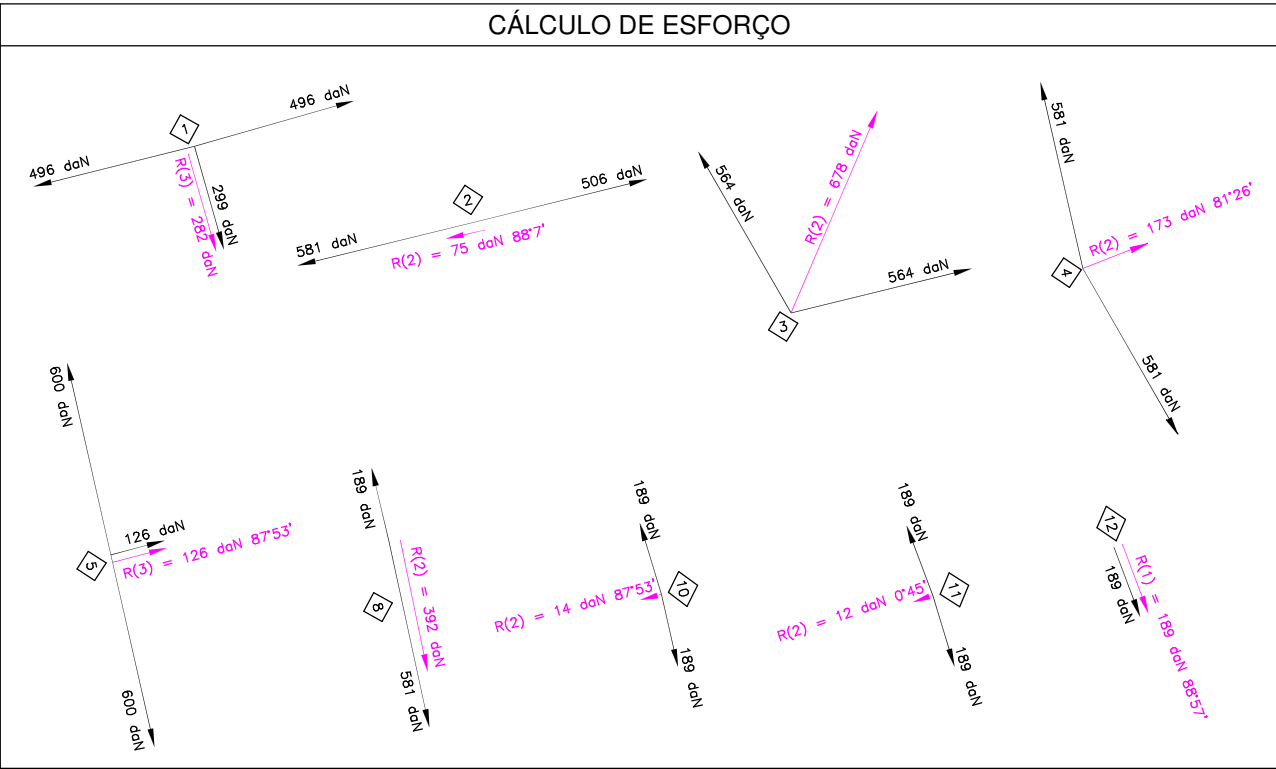 CÁLCULO DE ESFORÇO
496 daN
1
496 daN
R(3) = 282 daN
299 daN
2
506 daN
581 daN
R(2) = 75 daN 88°7'
564 daN
R(2) = 678 daN
564 daN
3
581 daN
R(2) = 173 daN 81°26'
4
581 daN
600 daN
126 daN
R(3) = 126 daN 87°53'
5
600 daN
189 daN
R(2) = 392 daN
8
581 daN
189 daN
R(2) = 14 daN 87°53'
10
189 daN
189 daN
R(2) = 12 daN 0°45'
11
189 daN
12
189 daN
R(1) = 189 daN 88°57'